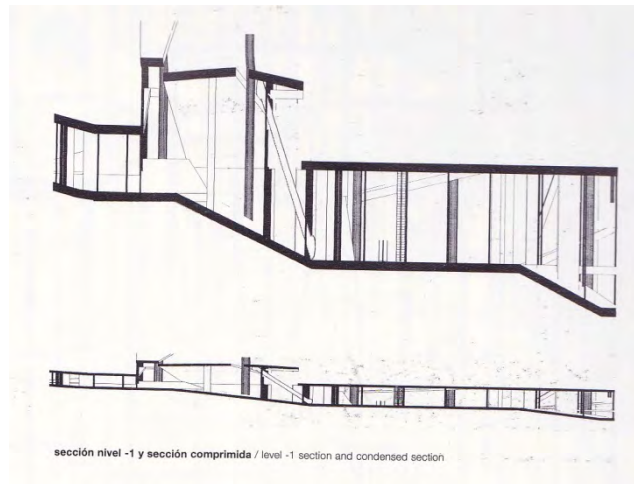 sección nivel -1 y sección comprimida / level -1 section and condensed section